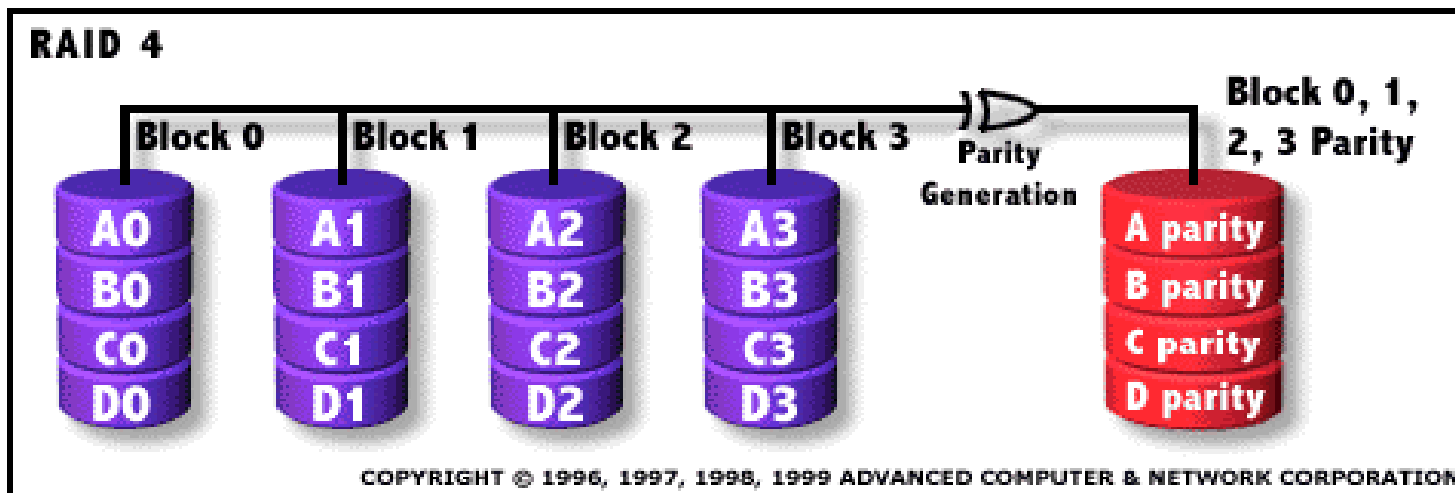 RAID 4
Block 0
Block 1
Block 2
Block 3
Parity
Generation
Block 0, 1,
2, 3 Parity
A0
A1
A2
A3
A parity
B0
B1
B2
B3
B parity
C0
C1
C2
C3
C parity
D0
D1
D2
D3
D parity
COPYRIGHT © 1996, 1997, 1998, 1999 ADVANCED COMPUTER & NETWORK CORPORATION